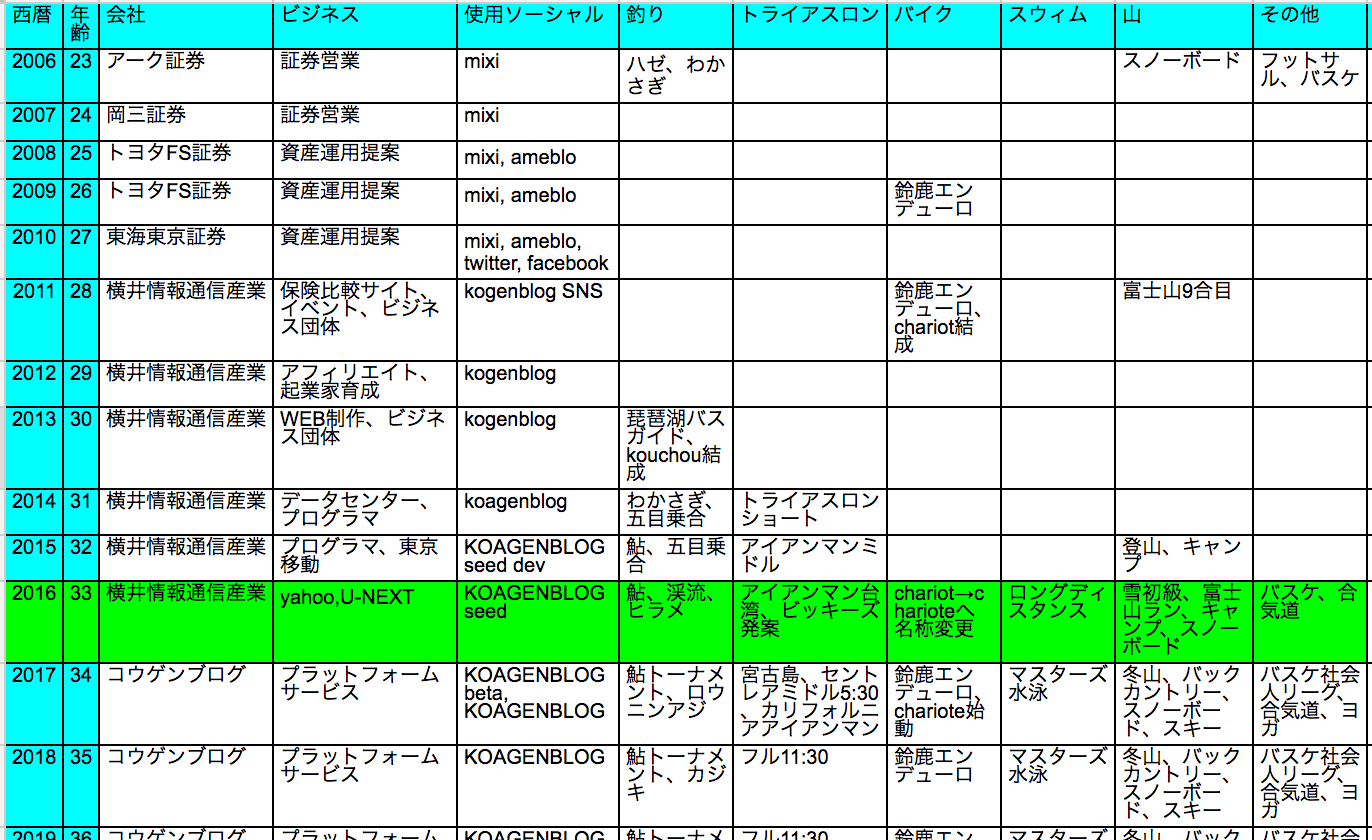 西暦 年齢 会社 ビジネス 使用ソーシャル 釣り トライアスロン バイク スウィム 山 その他
2006 23 アーク証券 証券営業 mixi ハゼ、わかさぎ スノーボード フットサル、バスケ
2007 24 岡三証券 証券営業 mixi
2008 25 トヨタFS証券 資産運用提案 mixi, ameblo
2009 26 トヨタFS証券 資産運用提案 mixi, ameblo 鈴鹿エンデューロ
2010 27 東海東京証券 資産運用提案 mixi, ameblo, twitter, facebook
2011 28 横井情報通信産業 保険比較サイト、イベント、ビジネス団体 kogenblog SNS 鈴鹿エンデューロ、chariot結成 富士山9合目
2012 29 横井情報通信産業 アフィリエイト、起業家育成 kogenblog
2013 30 横井情報通信産業 WEB制作、ビジネス団体 kogenblog 琵琶湖バスガイド、kouchou結成
2014 31 横井情報通信産業 データセンター、プログラマ koagenblog わかさぎ、五目乗合 トライアスロンショート
2015 32 横井情報通信産業 プログラマ、東京移動 KOAGENBLOG seed dev 鮎、五目乗合 アイアンマンミドル 登山、キャンプ
2016 33 横井情報通信産業 yahoo,U-NEXT KOAGENBLOG seed 鮎、渓流、ヒラメ アイアンマン台湾、ビッキーズ発案 chariot→charioteへ名称変更 ロングディスタンス 雪初級、富士山ラン、キャンプ、スノーボード バスケ、合気道
2017 34 コウゲンブログ プラットフォームサービス KOAGENBLOG beta, KOAGENBLOG 鮎トーナメント、ロウニンアジ 宮古島、セントレアミドル5:30、カリフォルニアアイアンマン 鈴鹿エンデューロ、chariote始動 マスターズ水泳 冬山、バックカントリー、スノーボード、スキー バスケ社会人リーグ、合気道、ヨガ
2018 35 コウゲンブログ プラットフォームサービス KOAGENBLOG 鮎トーナメント、カジキ フル11:30 鈴鹿エンデューロ マスターズ水泳 冬山、バックカントリー、スノーボード、スキー バスケ社会人リーグ、合気道、ヨガ
2019 36 コウゲンブログ プラットフォーム KOAGENBLOG 鮎トーナメ フル11:30 鈴鹿エン マスターズ 冬山、バック バスケ社会